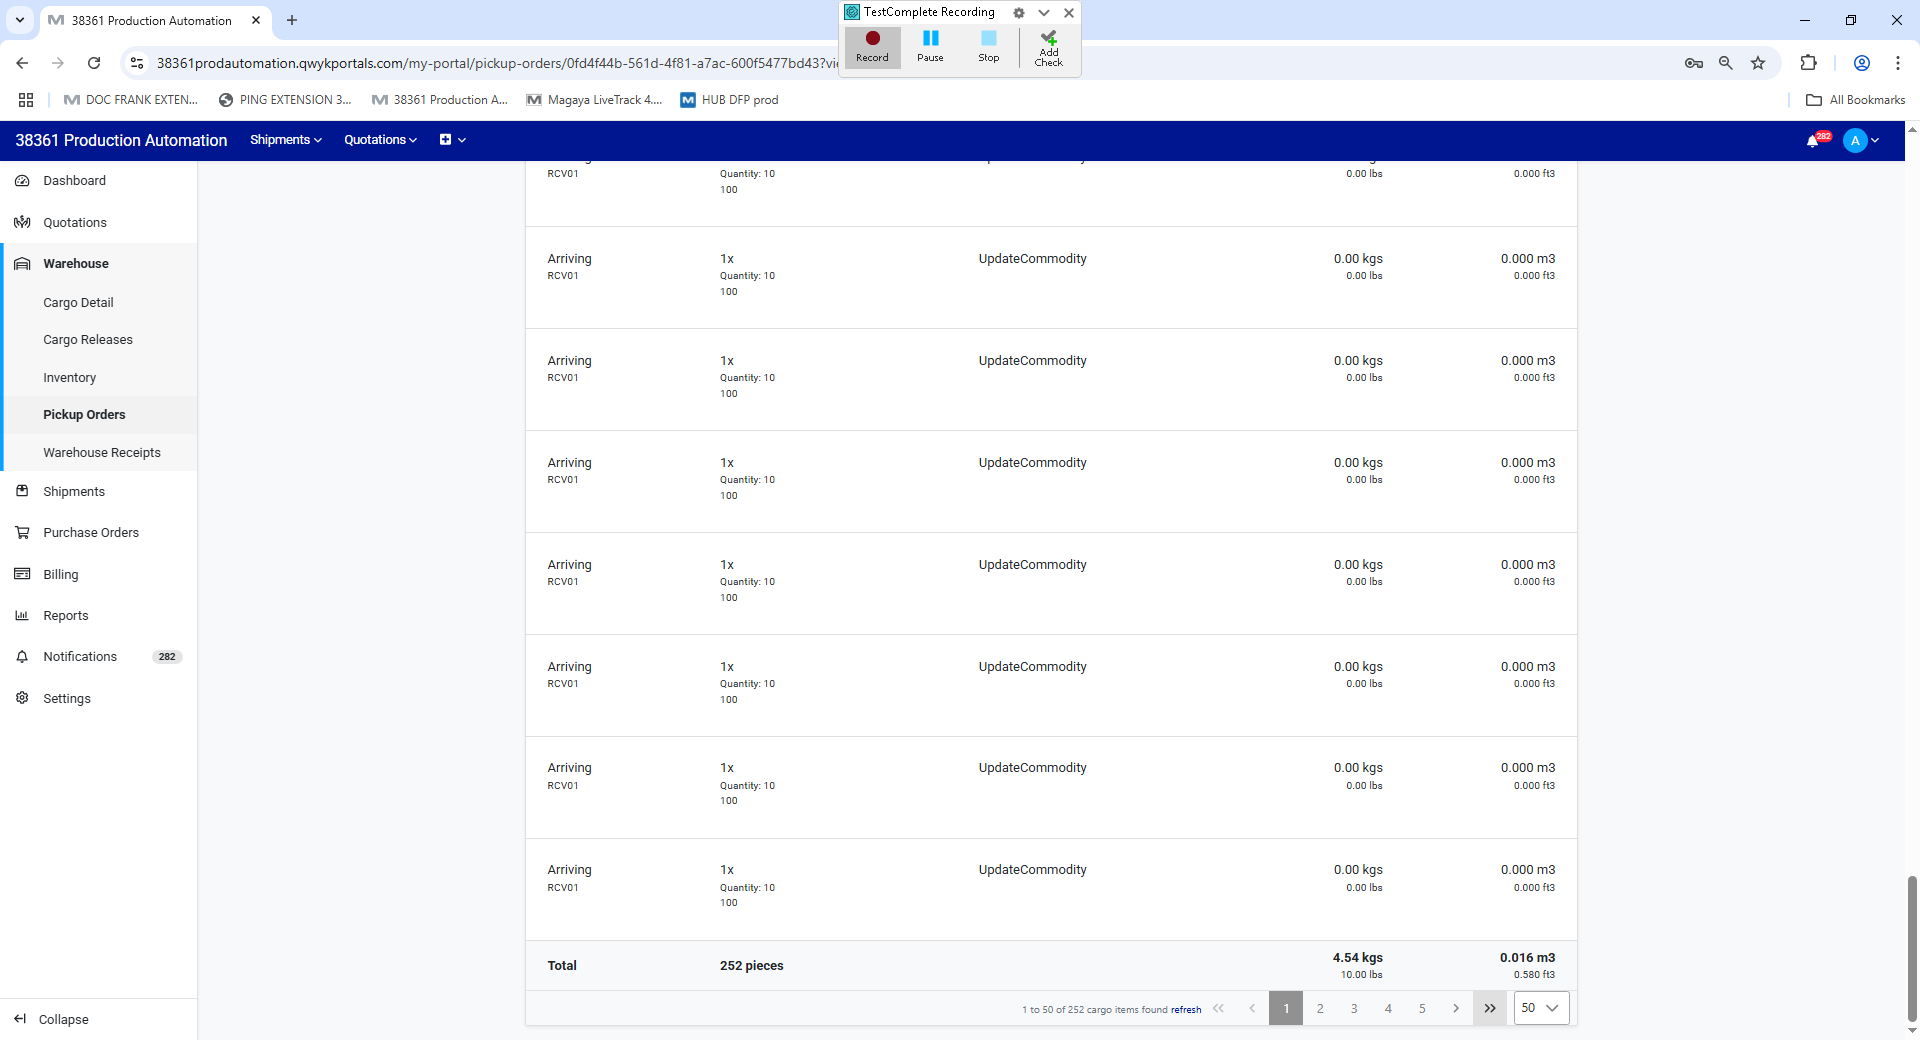 38361 Production Automation
TestComplete Recording
Record
Pause
Stop
Add Check
38361prodautomation.qwykportals.com/my-portal/pickup-orders/0fd4f44b-561d-4f81-a7ac-600f5477bd43?vi
DOC FRANK EXTEN...
PING EXTENSION 3...
38361 Production A...
Magaya LiveTrack 4....
HUB DFP prod
All Bookmarks
38361 Production Automation
Shipments
Quotations
282
A
Dashboard
Quotations
Warehouse
Cargo Detail
Cargo Releases
Inventory
Pickup Orders
Warehouse Receipts
Shipments
Purchase Orders
Billing
Reports
Notifications 282
Settings
Collapse
RCV01 Quantity: 10 0.00 lbs 0.000 ft3
100
Arriving 1x UpdateCommodity 0.00 kgs 0.000 m3
RCV01 Quantity: 10 0.00 lbs 0.000 ft3
100
Arriving 1x UpdateCommodity 0.00 kgs 0.000 m3
RCV01 Quantity: 10 0.00 lbs 0.000 ft3
100
Arriving 1x UpdateCommodity 0.00 kgs 0.000 m3
RCV01 Quantity: 10 0.00 lbs 0.000 ft3
100
Arriving 1x UpdateCommodity 0.00 kgs 0.000 m3
RCV01 Quantity: 10 0.00 lbs 0.000 ft3
100
Arriving 1x UpdateCommodity 0.00 kgs 0.000 m3
RCV01 Quantity: 10 0.00 lbs 0.000 ft3
100
Arriving 1x UpdateCommodity 0.00 kgs 0.000 m3
RCV01 Quantity: 10 0.00 lbs 0.000 ft3
100
Arriving 1x UpdateCommodity 0.00 kgs 0.000 m3
RCV01 Quantity: 10 0.00 lbs 0.000 ft3
100
Total 252 pieces 4.54 kgs 0.016 m3
10.00 lbs 0.580 ft3
1 to 50 of 252 cargo items found refresh 1 2 3 4 5 50